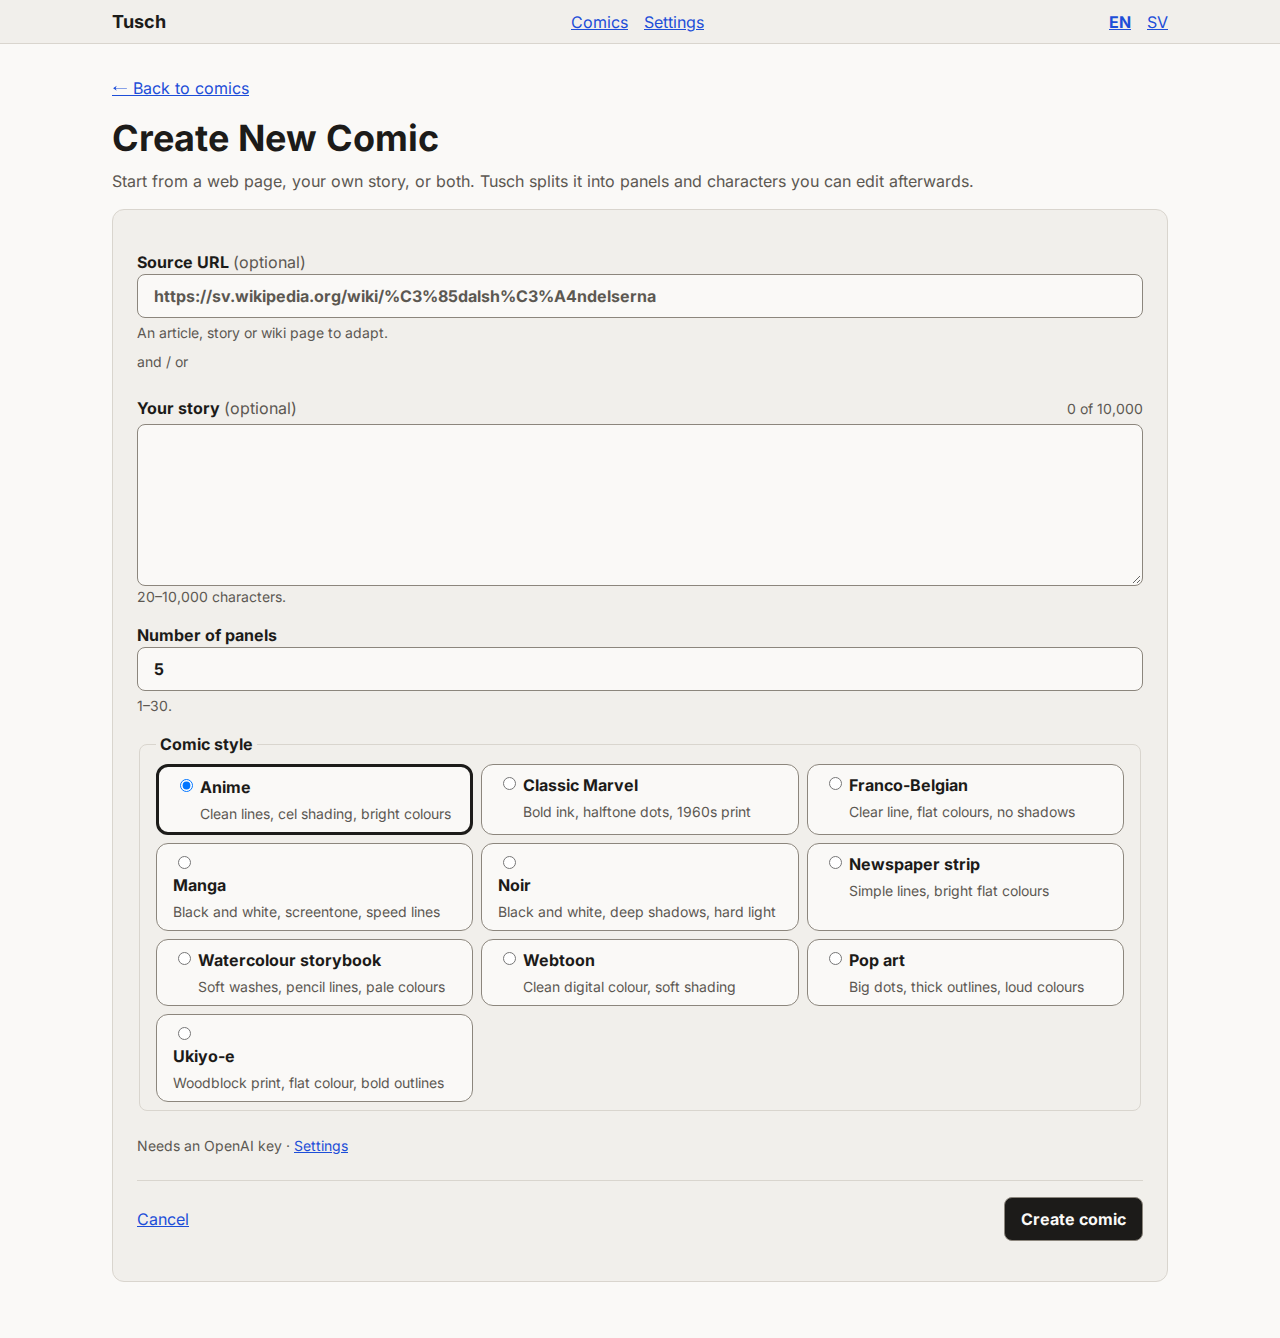 Tusch
Comics Settings
EN SV
← Back to comics
Create New Comic
Start from a web page, your own story, or both. Tusch splits it into panels and characters you can edit afterwards.
Source URL (optional)
https://sv.wikipedia.org/wiki/%C3%85dalsh%C3%A4ndelserna
An article, story or wiki page to adapt.
and / or
Your story (optional)
0 of 10,000
20–10,000 characters.
Number of panels
5
1–30.
Comic style
Anime
Clean lines, cel shading, bright colours
Classic Marvel
Bold ink, halftone dots, 1960s print
Franco-Belgian
Clear line, flat colours, no shadows
Manga
Black and white, screentone, speed lines
Noir
Black and white, deep shadows, hard light
Newspaper strip
Simple lines, bright flat colours
Watercolour storybook
Soft washes, pencil lines, pale colours
Webtoon
Clean digital colour, soft shading
Pop art
Big dots, thick outlines, loud colours
Ukiyo-e
Woodblock print, flat colour, bold outlines
Needs an OpenAI key · Settings
Cancel
Create comic